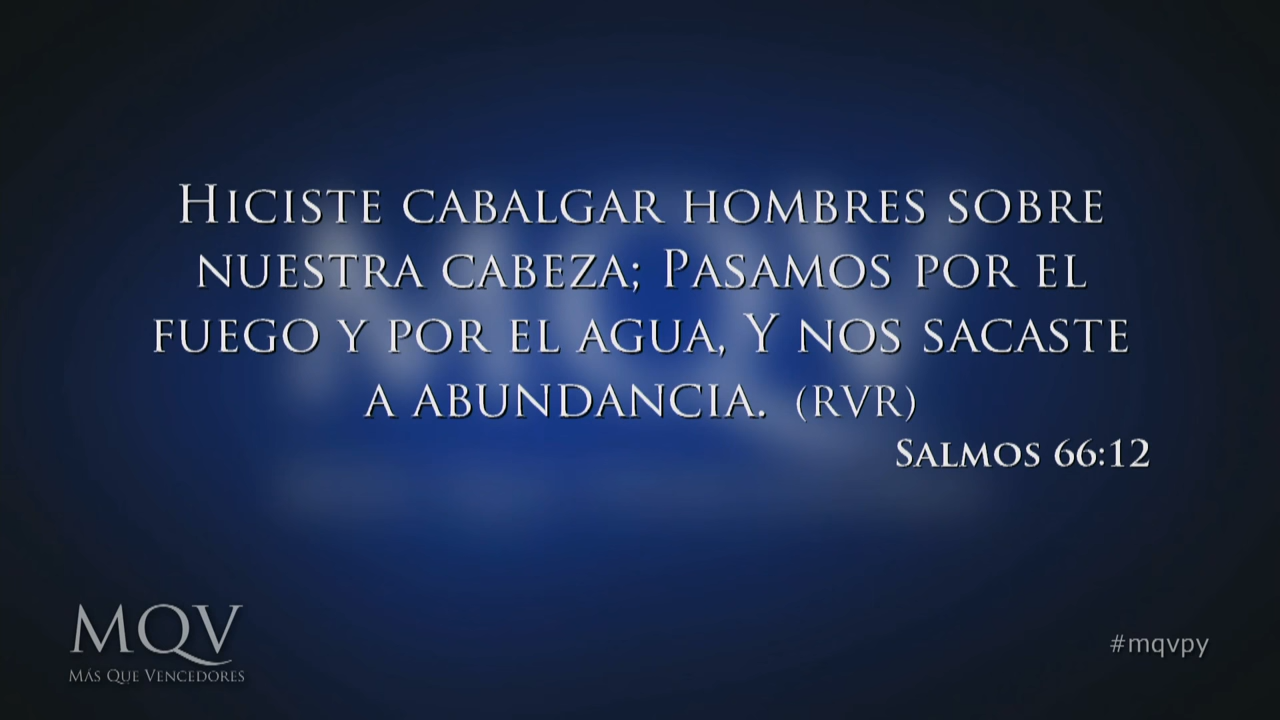 Hiciste cabalgar hombres sobre
nuestra cabeza; Pasamos por el
fuego y por el agua, Y nos sacaste
a abundancia. (RVR)
Salmos 66:12
MQV
Más Que Vencedores
#mqvpy